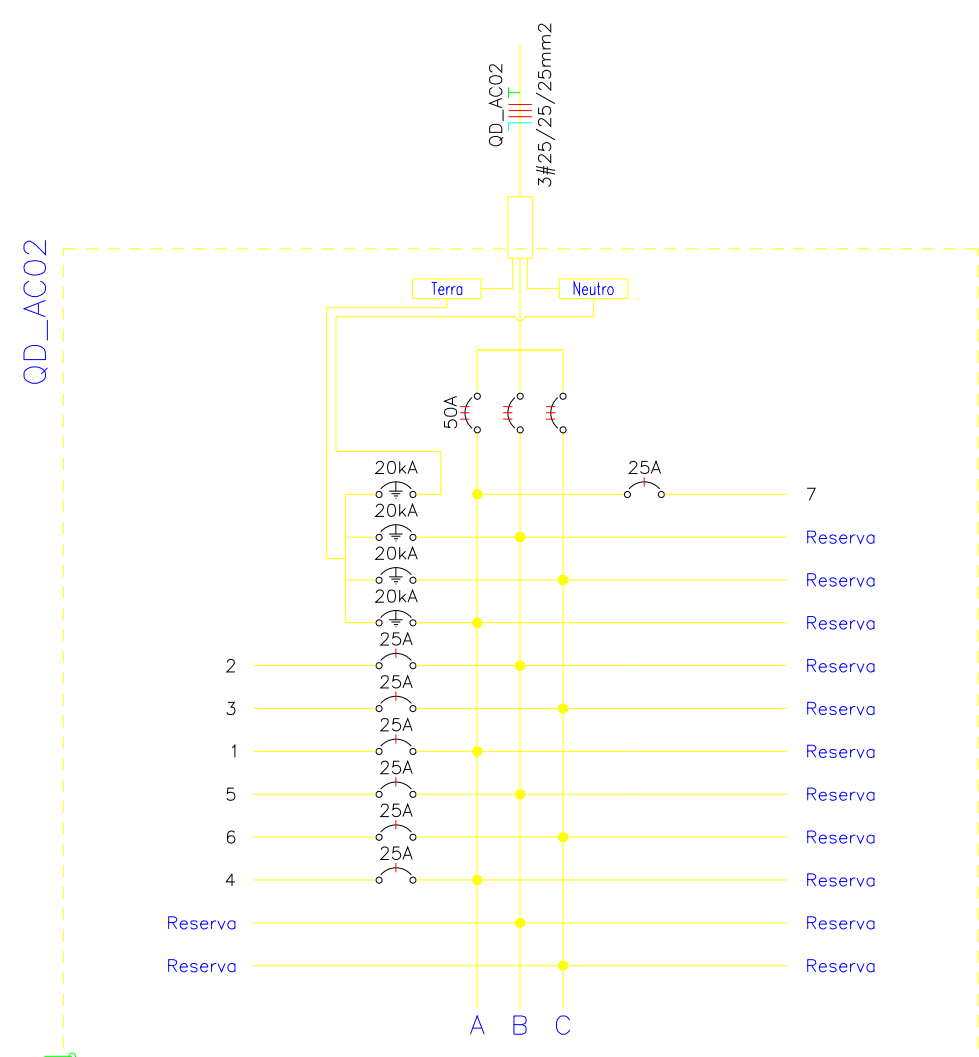 QD_AC02
3#25/25/25mm2
QD_AC02
Terra
Neutro
50A
20kA
25A
7
20kA
Reserva
20kA
Reserva
20kA
Reserva
25A
2
Reserva
25A
3
Reserva
25A
1
Reserva
25A
5
Reserva
25A
6
Reserva
25A
4
Reserva
Reserva
Reserva
Reserva
Reserva
A B C